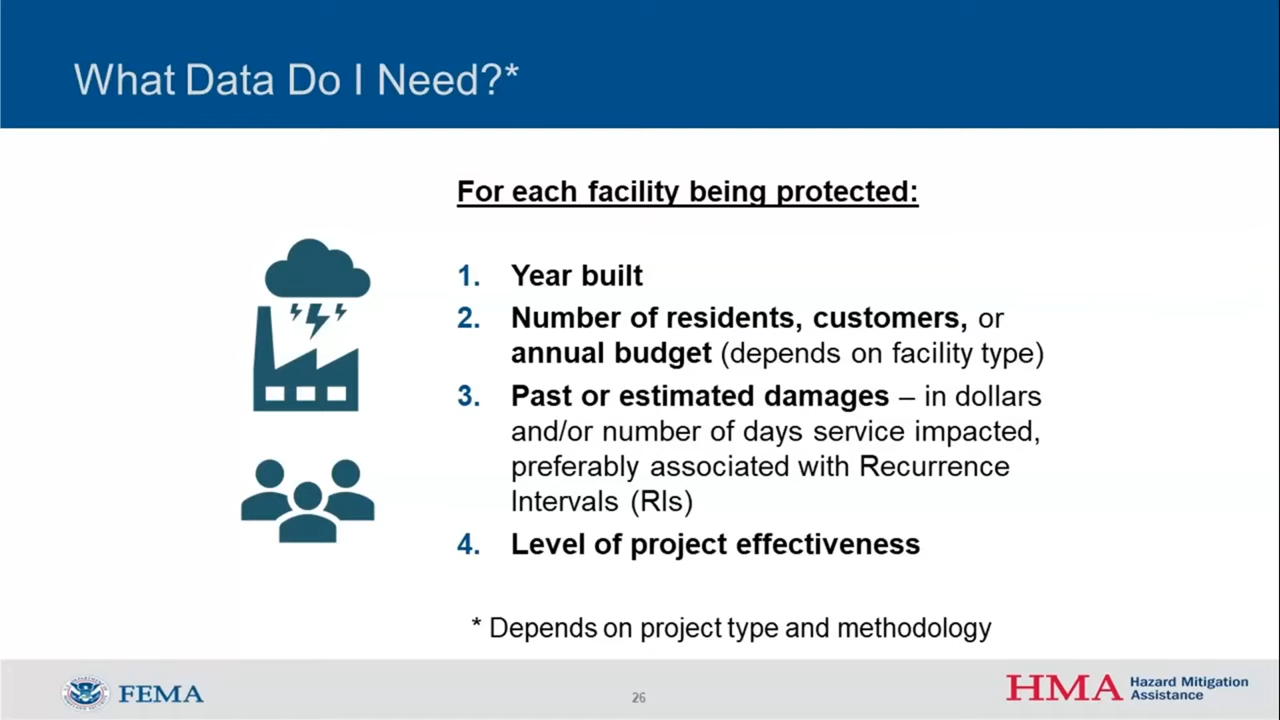 What Data Do I Need?*
For each facility being protected:
1. Year built
2. Number of residents, customers, or
annual budget (depends on facility type)
3. Past or estimated damages – in dollars
and/or number of days service impacted,
preferably associated with Recurrence
Intervals (RIs)
4. Level of project effectiveness
* Depends on project type and methodology
FEMA
26
HMA Hazard Mitigation
Assistance